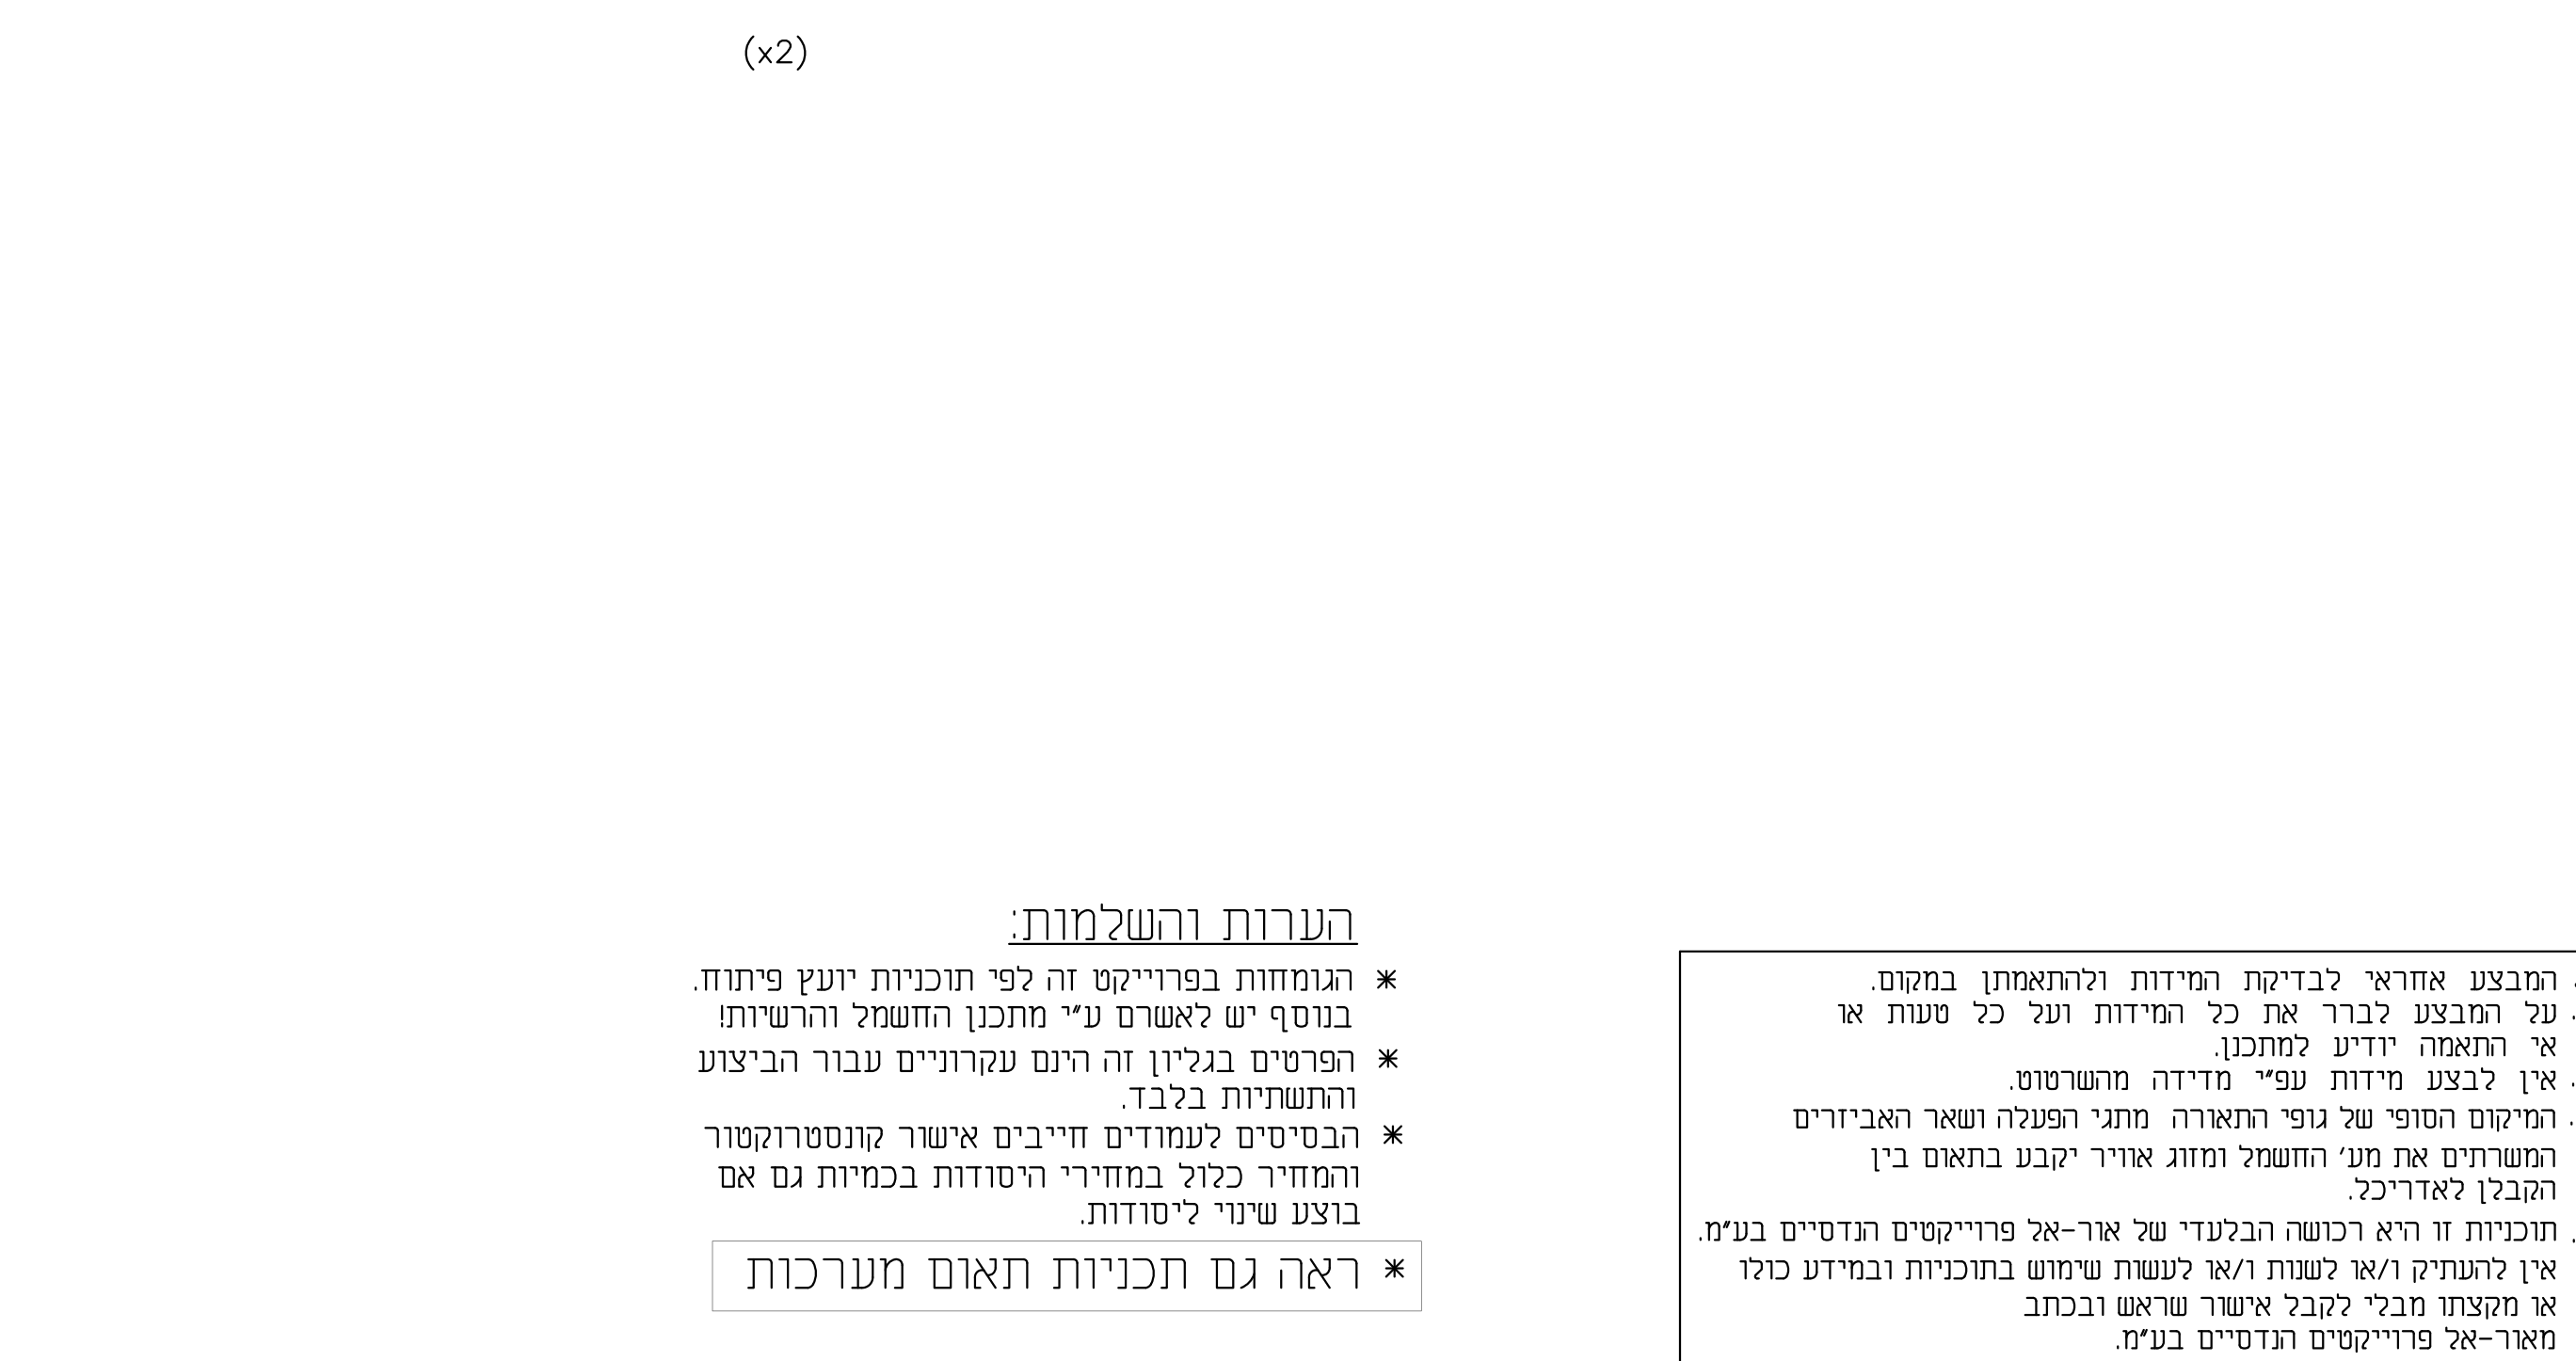 (x2)
הערות והשלמות:
* הגומחות בפרוייקט זה לפי תוכניות יועץ פיתוח.
בנוסף יש לאשרם ע"י מתכנן החשמל והרשיות!
* הפרטים בגליון זה הינם עקרוניים עבור הביצוע
והתשתיות בלבד.
* הבסיסים לעמודים חייבים אישור קונסטרוקטור
והמחיר כלול במחירי היסודות בכמיות גם אם
בוצע שינוי ליסודות.
* ראה גם תכניות תאום מערכות
המבצע אחראי לבדיקת המידות ולהתאמתן במקום.
על המבצע לברר את כל המידות ועל כל טעות או
אי התאמה יודיע למתכנן.
אין לבצע מידות עפ"י מדידה מהשרטוט.
המיקום הסופי של גופי התאורה מתגי הפעלה ושאר האביזרים
המשרתים את מע' החשמל ומזוג אוויר יקבע בתאום בין
הקבלן לאדריכל.
תוכניות זו היא רכושה הבלעדי של אור-אל פרוייקטים הנדסיים בע"מ.
אין להעתיק ו/או לשנות ו/או לעשות שימוש בתוכניות ובמידע כולו
או מקצתו מבלי לקבל אישור שראש ובכתב
מאור-אל פרוייקטים הנדסיים בע"מ.